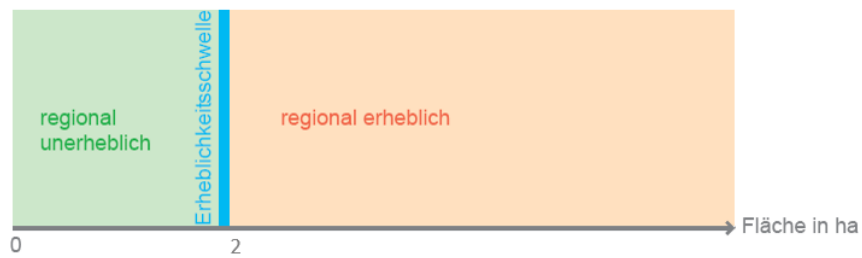 regional
unerheblich
Erheblichkeitsschwelle
regional erheblich
Fläche in ha
0
2